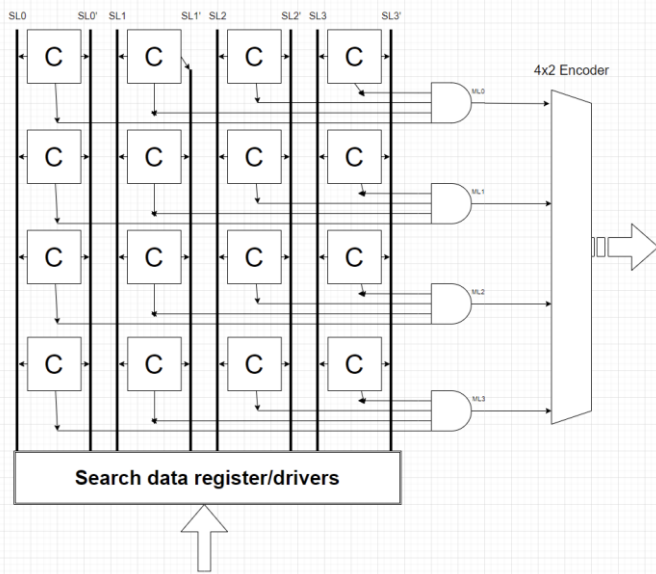 SL0 SL0' SL1 SL1' SL2 SL2' SL3 SL3'
4x2 Encoder
C C C C ML0
C C C C ML1
C C C C ML2
C C C C ML3
Search data register/drivers